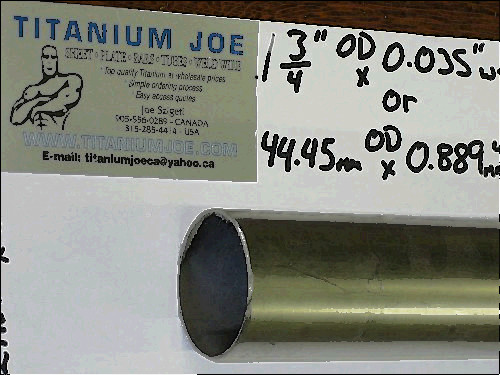 TITANIUM JOE
SHEET • PLATE • BARS • TUBES • WELD WIRE
Top quality Titanium at wholesale prices
Simple ordering process
Easy access quotes
Joe Szigeti
905-556-0289 - CANADA
315-285-4414 - USA
WWW.TITANIUMJOE.COM
E-mail: titaniumjoeca@yahoo.ca
1 3/4" OD x 0.035" w
or
44.45mm OD x 0.889mm